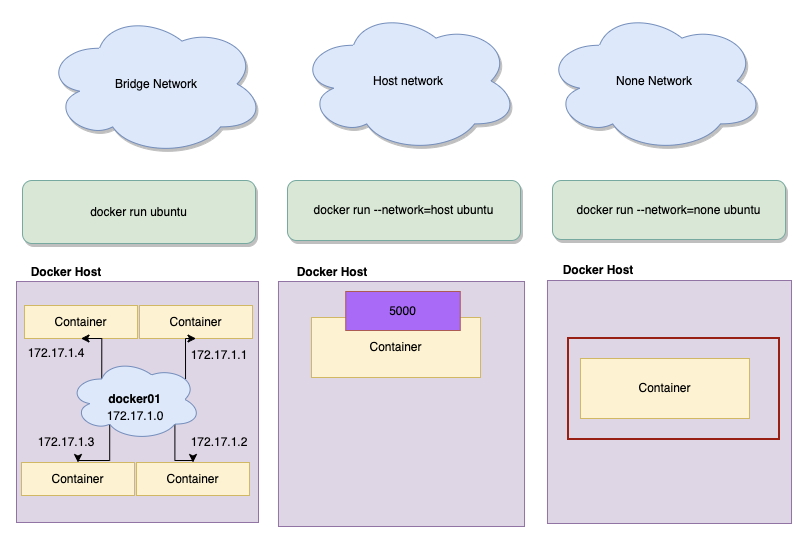 Bridge Network
Host network
None Network
docker run ubuntu
docker run --network=host ubuntu
docker run --network=none ubuntu
Docker Host
Container
Container
172.17.1.4
172.17.1.1
docker01
172.17.1.0
172.17.1.3
172.17.1.2
Container
Container
Docker Host
5000
Container
Docker Host
Container